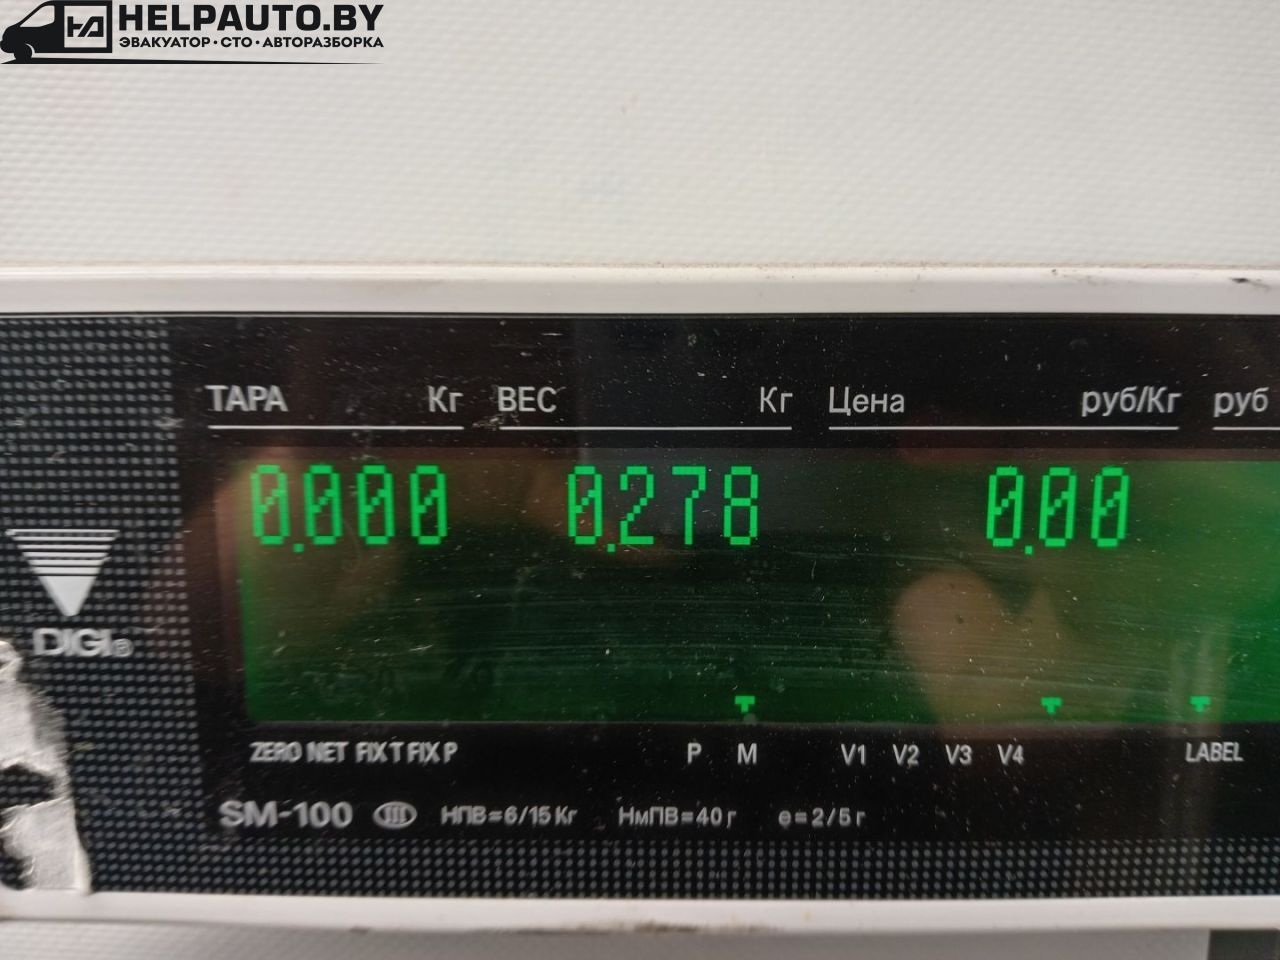 HELPAUTO.BY
ЭВАКУАТОР·СТО·АВТОРАЗБОРКА
ТАРА Кг ВЕС Кг Цена руб/Кг руб
0.000 0.278 0.00
DIGI®
ZERO NET FIX T FIX P P M V1 V2 V3 V4 LABEL
SM-100 III НПВ=6/15 Кг НмПВ=40 г e=2/5 г